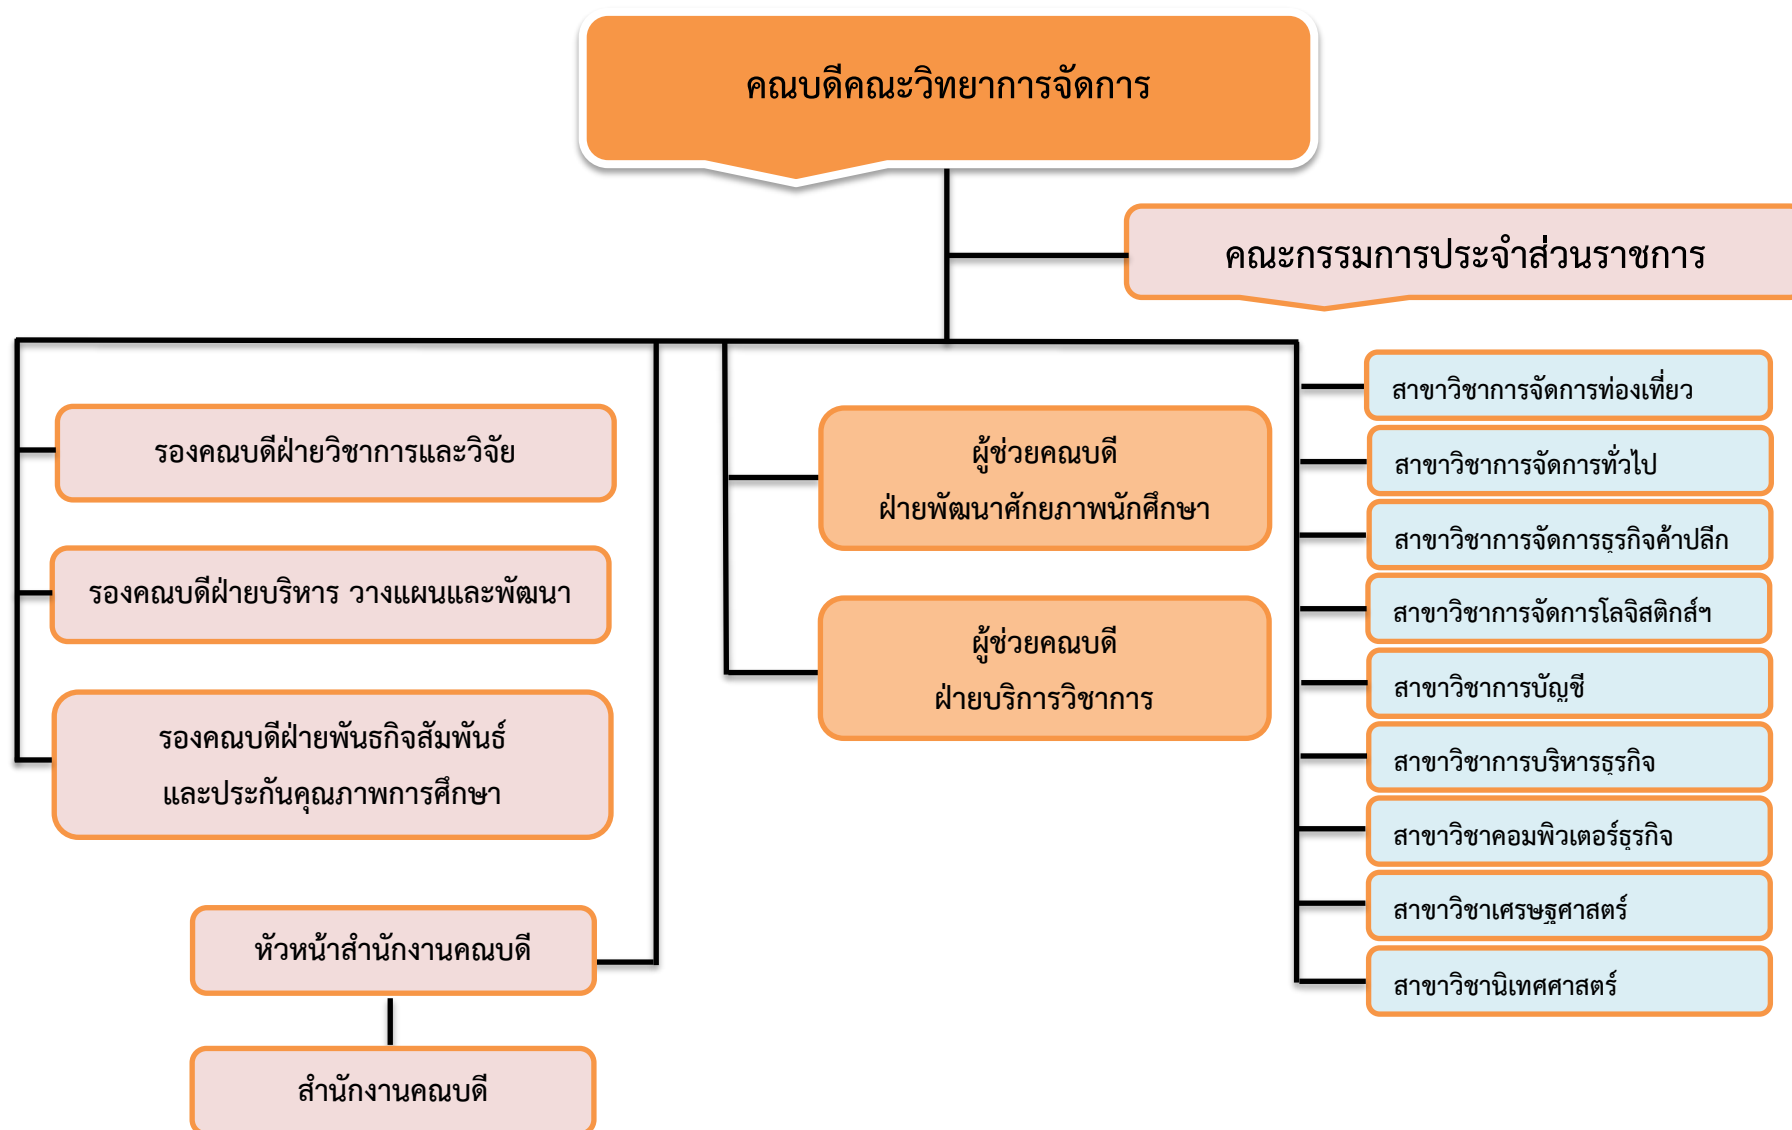 คณบดีคณะวิทยาการจัดการ
คณะกรรมการประจำส่วนราชการ
รองคณบดีฝ่ายวิชาการและวิจัย
รองคณบดีฝ่ายบริหาร วางแผนและพัฒนา
รองคณบดีฝ่ายพันธกิจสัมพันธ์
และประกันคุณภาพการศึกษา
หัวหน้าสำนักงานคณบดี
สำนักงานคณบดี
ผู้ช่วยคณบดี
ฝ่ายพัฒนาศักยภาพนักศึกษา
ผู้ช่วยคณบดี
ฝ่ายบริการวิชาการ
สาขาวิชาการจัดการท่องเที่ยว
สาขาวิชาการจัดการทั่วไป
สาขาวิชาการจัดการธุรกิจค้าปลีก
สาขาวิชาการจัดการโลจิสติกส์ฯ
สาขาวิชาการบัญชี
สาขาวิชาการบริหารธุรกิจ
สาขาวิชาคอมพิวเตอร์ธุรกิจ
สาขาวิชาเศรษฐศาสตร์
สาขาวิชานิเทศศาสตร์